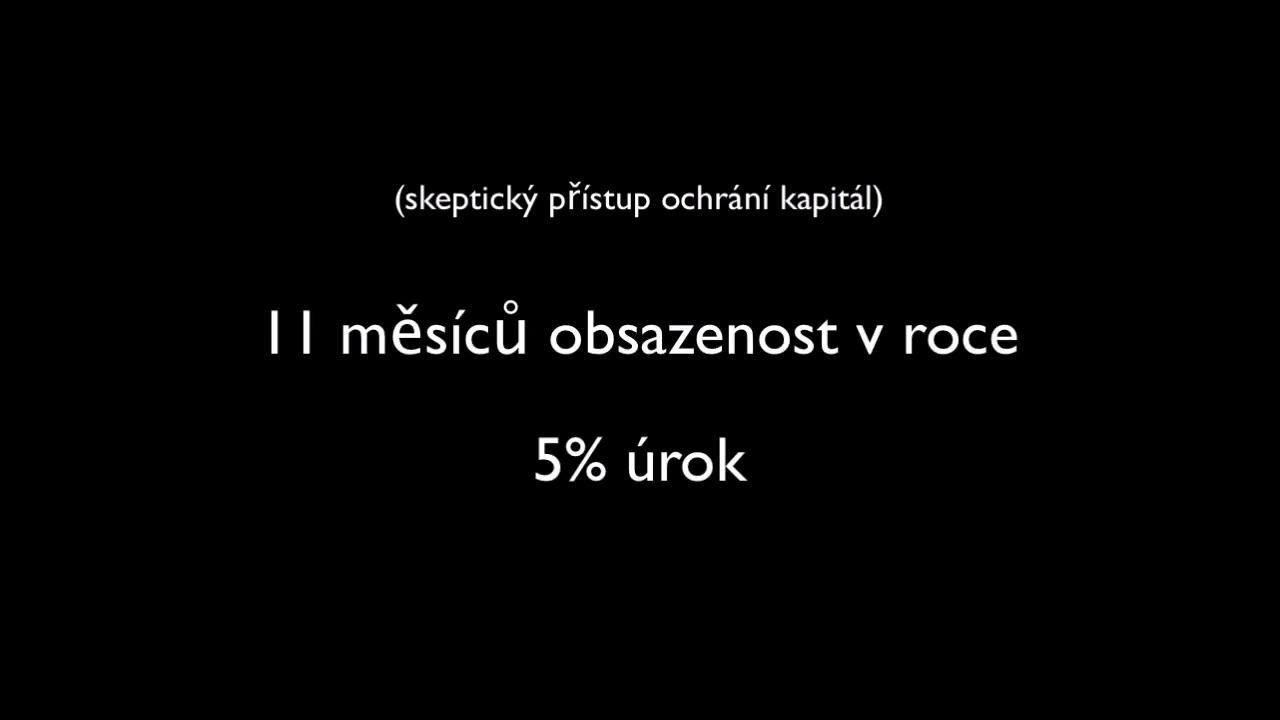 (skeptický přístup ochrání kapitál)
11 měsíců obsazenost v roce
5% úrok